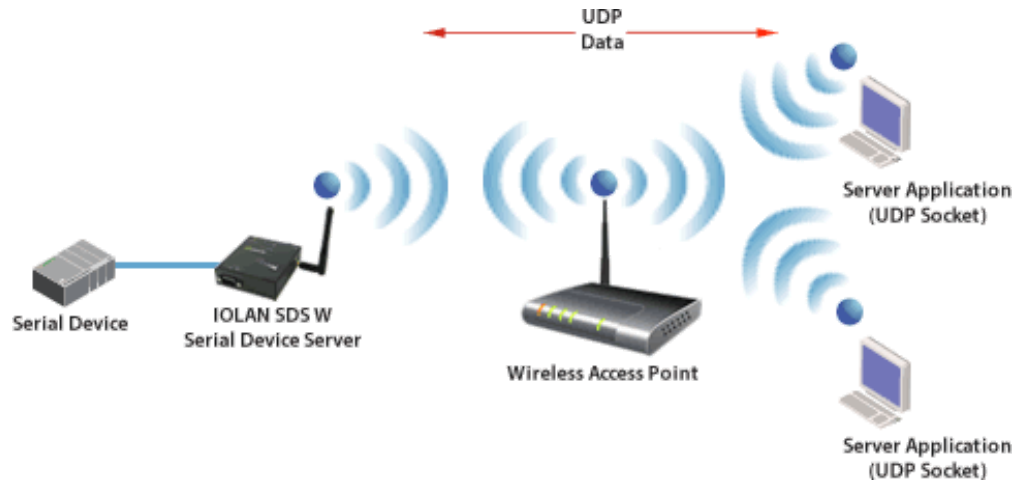 UDP
Data
Server Application
(UDP Socket)
Serial Device
IOLAN SDS W
Serial Device Server
Wireless Access Point
Server Application
(UDP Socket)